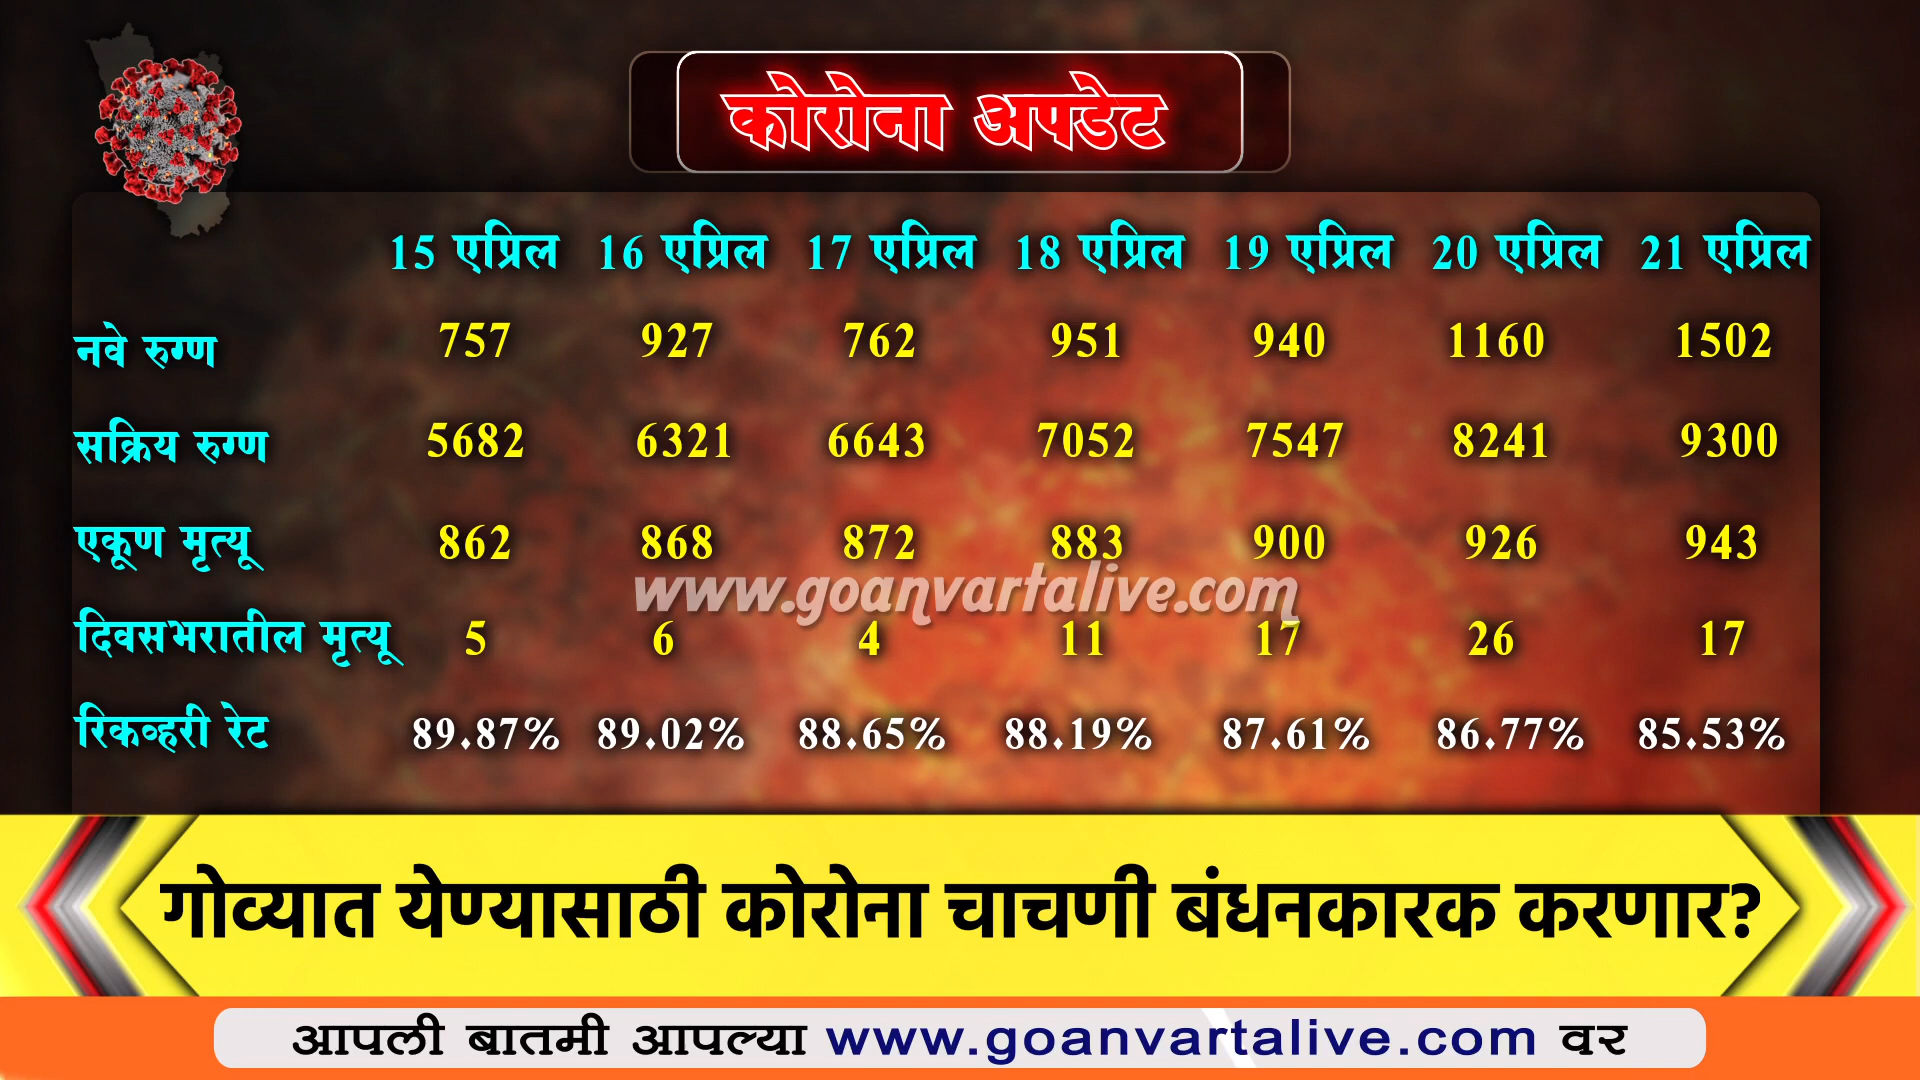 कोरोना अपडेट
15 एप्रिल 16 एप्रिल 17 एप्रिल 18 एप्रिल 19 एप्रिल 20 एप्रिल 21 एप्रिल
नवे रुग्ण 757 927 762 951 940 1160 1502
सक्रिय रुग्ण 5682 6321 6643 7052 7547 8241 9300
एकूण मृत्यू 862 868 872 883 900 926 943
www.goanvartalive.com
दिवसभरातील मृत्यू 5 6 4 11 17 26 17
रिकव्हरी रेट 89.87% 89.02% 88.65% 88.19% 87.61% 86.77% 85.53%
गोव्यात येण्यासाठी कोरोना चाचणी बंधनकारक करणार?
आपली बातमी आपल्या www.goanvartalive.com वर